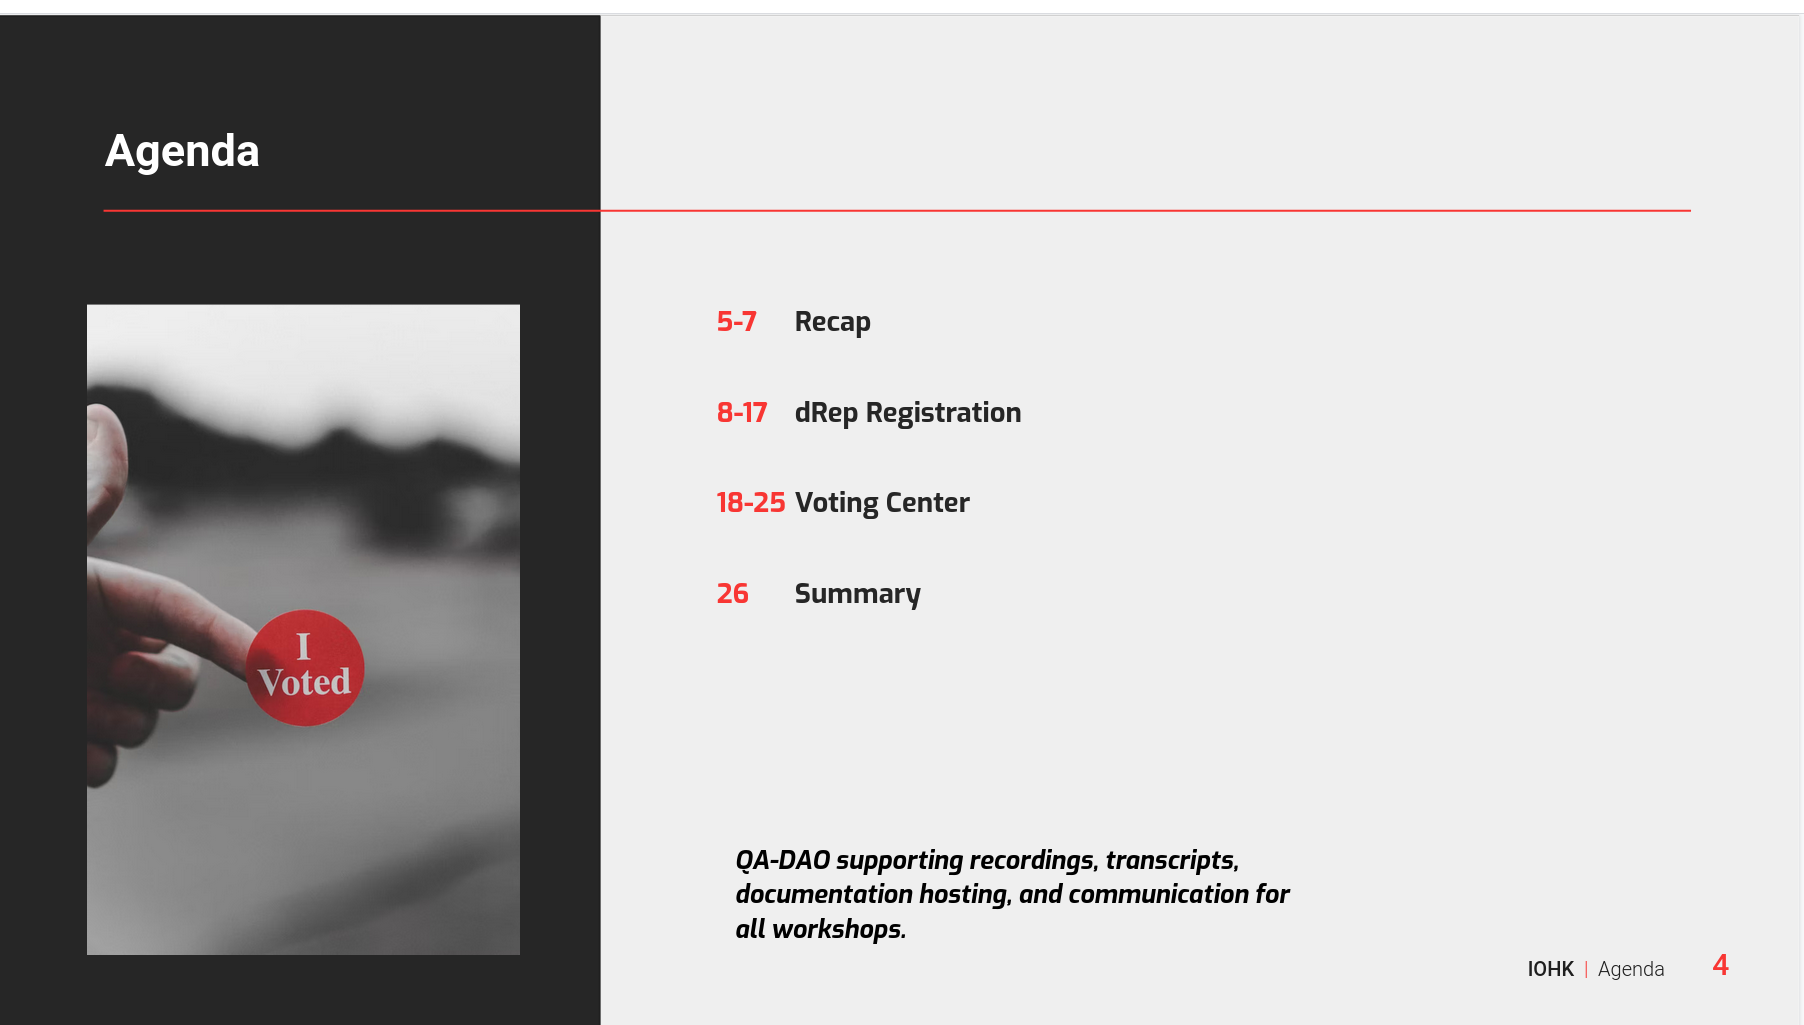 Agenda
5-7 Recap
8-17 dRep Registration
18-25 Voting Center
26 Summary
I
Voted
QA-DAO supporting recordings, transcripts,
documentation hosting, and communication for
all workshops.
IOHK | Agenda 4